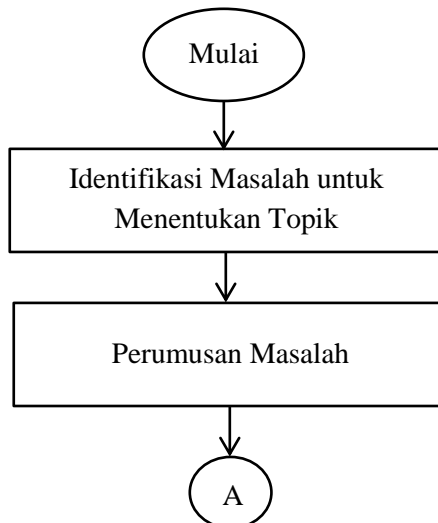 Mulai
Identifikasi Masalah untuk
Menentukan Topik
Perumusan Masalah
A